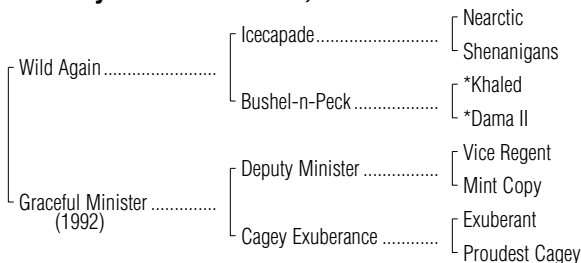 Nearctic
Icecapade........................
Shenanigans
Wild Again ......................
*Khaled
Bushel-n-Peck .................
*Dama II
Vice Regent
Deputy Minister ...............
Mint Copy
Graceful Minister .............
(1992)
Exuberant
Cagey Exuberance ...........
Proudest Cagey